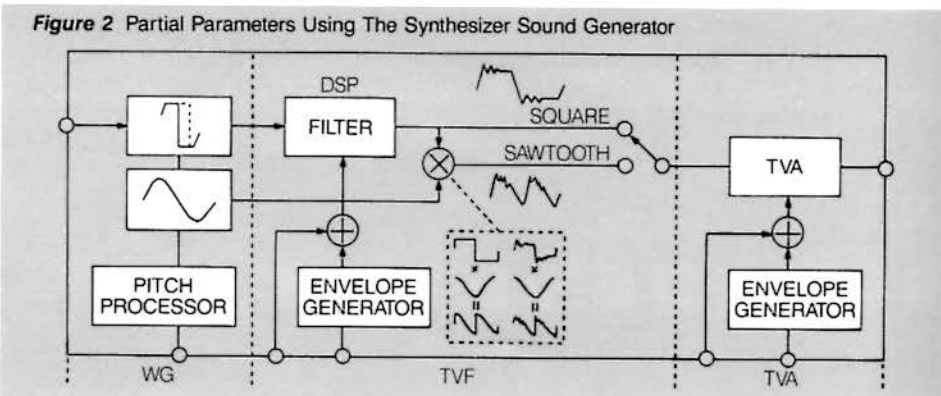 Figure 2 Partial Parameters Using The Synthesizer Sound Generator
DSP
FILTER
SQUARE
SAWTOOTH
TVA
PITCH
PROCESSOR
ENVELOPE
GENERATOR
ENVELOPE
GENERATOR
WG
TVF
TVA